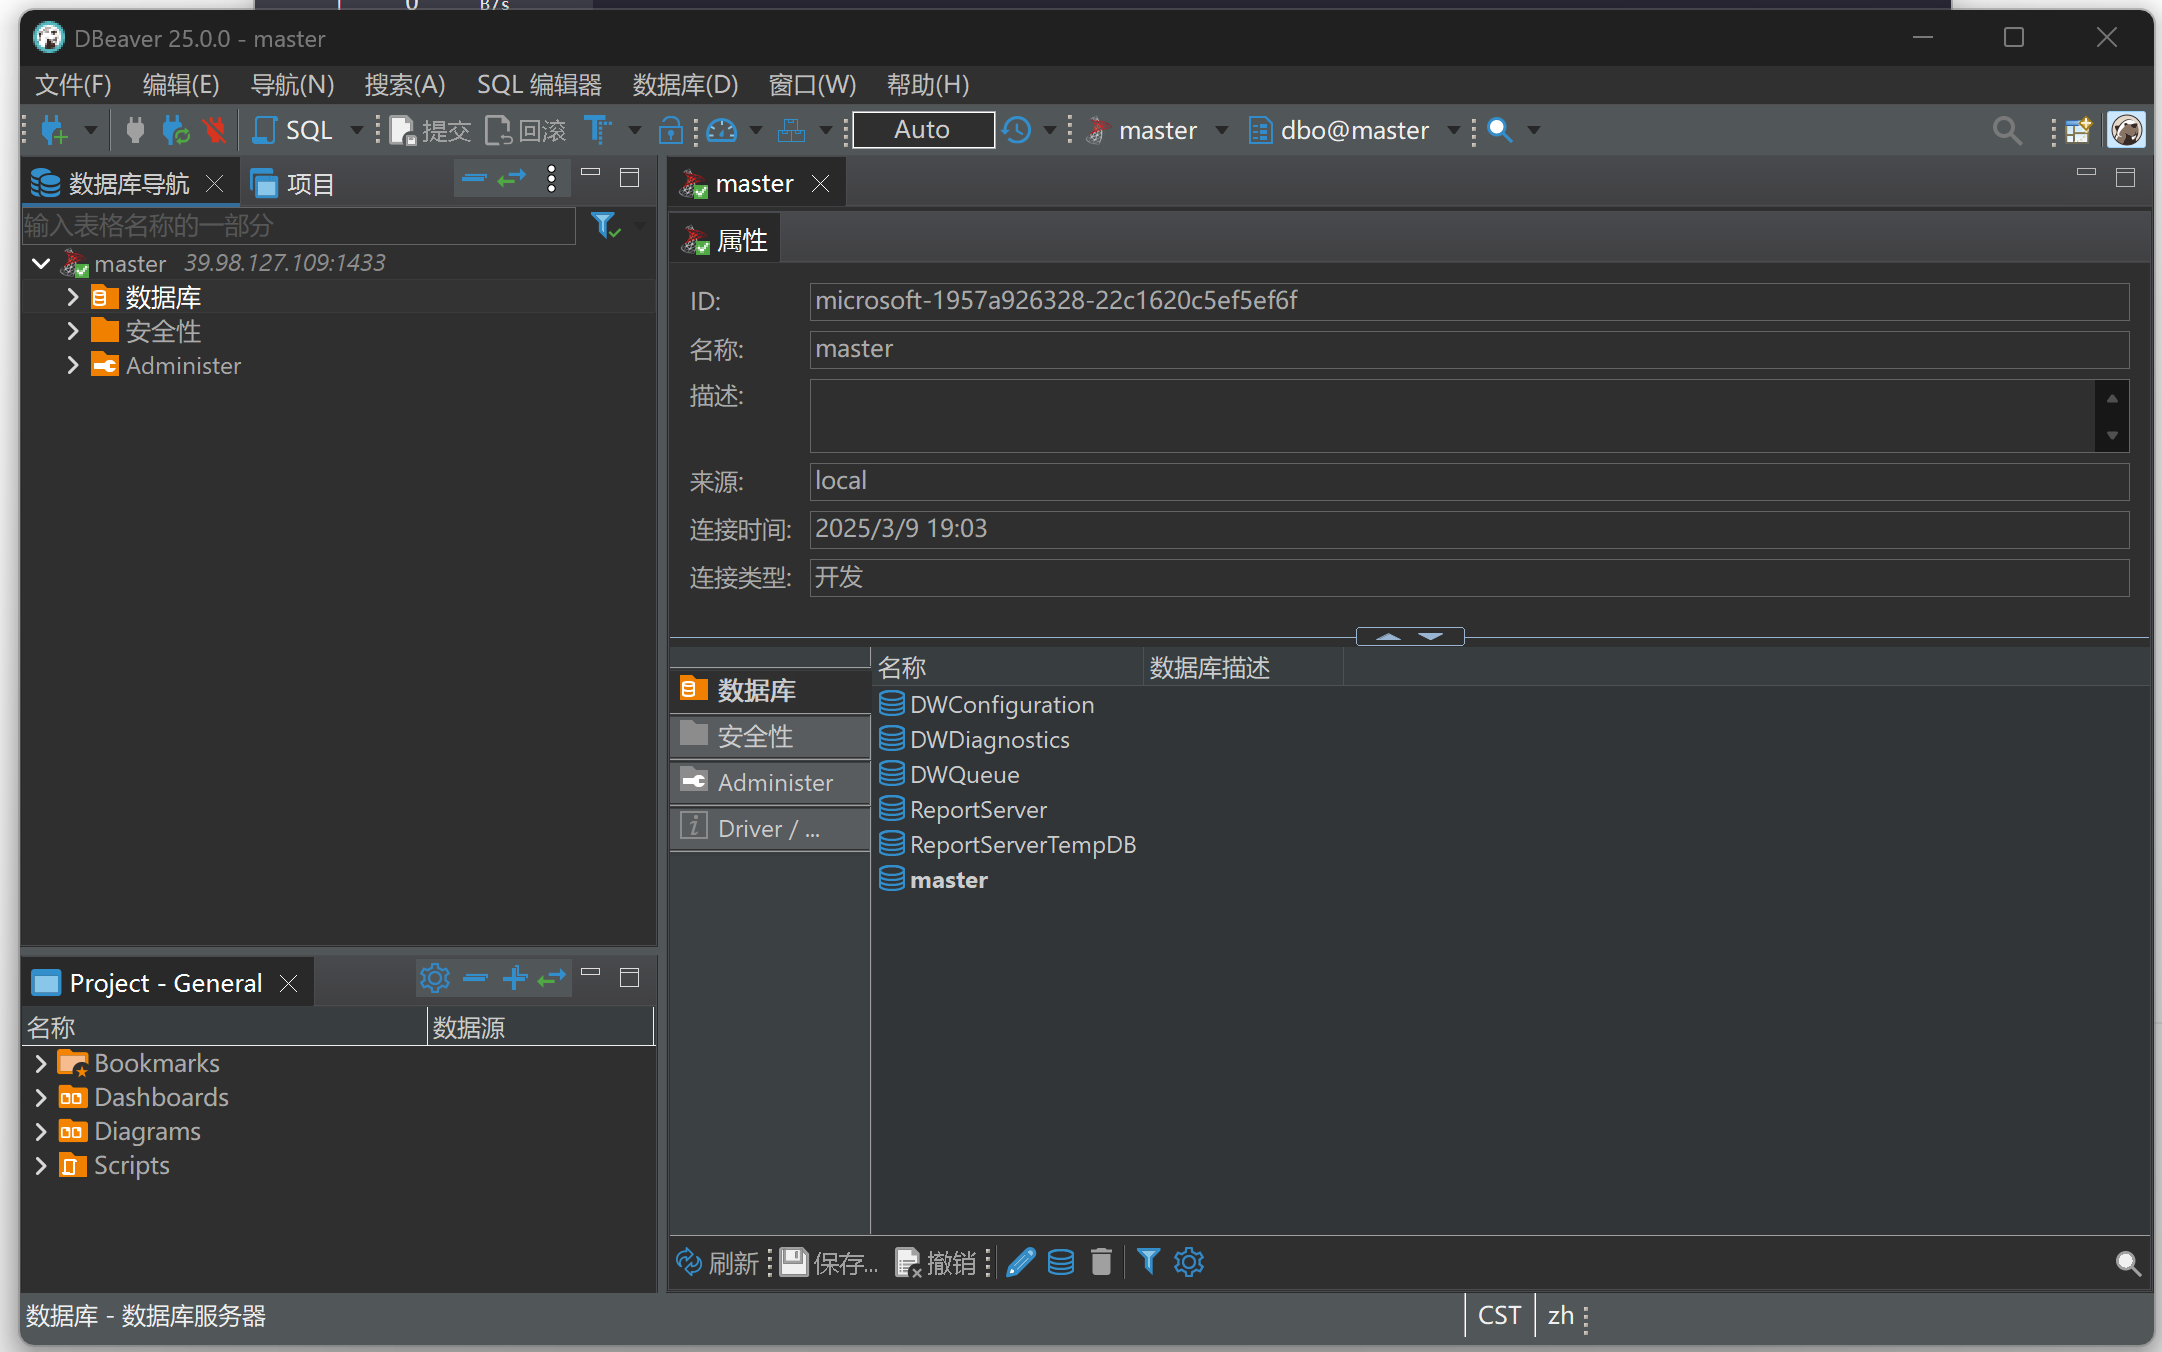 0 B/s
DBeaver 25.0.0 - master
文件(F) 编辑(E) 导航(N) 搜索(A) SQL 编辑器 数据库(D) 窗口(W) 帮助(H)
SQL 提交 回滚 Auto master dbo@master
数据库导航 项目
输入表格名称的一部分
master 39.98.127.109:1433
数据库
安全性
Administer
Project - General
名称 数据源
Bookmarks
Dashboards
Diagrams
Scripts
master
属性
ID: microsoft-1957a926328-22c1620c5ef5ef6f
名称: master
描述:
来源: local
连接时间: 2025/3/9 19:03
连接类型: 开发
数据库
安全性
Administer
Driver / ...
名称 数据库描述
DWConfiguration
DWDiagnostics
DWQueue
ReportServer
ReportServerTempDB
master
刷新 保存... 撤销
数据库 - 数据库服务器 CST zh